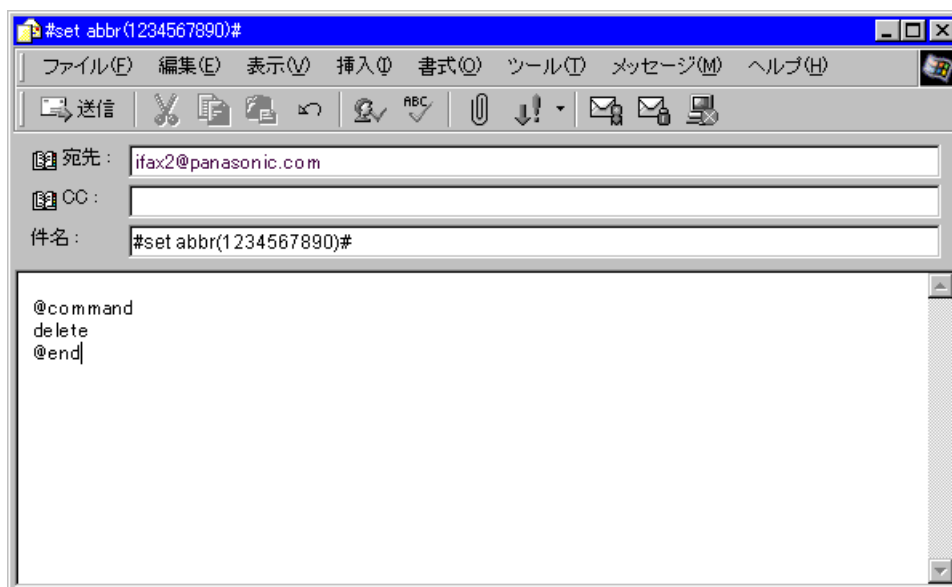 #set abbr(1234567890)#
ファイル(F) 編集(E) 表示(V) 挿入(I) 書式(O) ツール(T) メッセージ(M) ヘルプ(H)
送信 ABC
宛先: ifax2@panasonic.com
CC:
件名: #set abbr(1234567890)#
@command
delete
@end